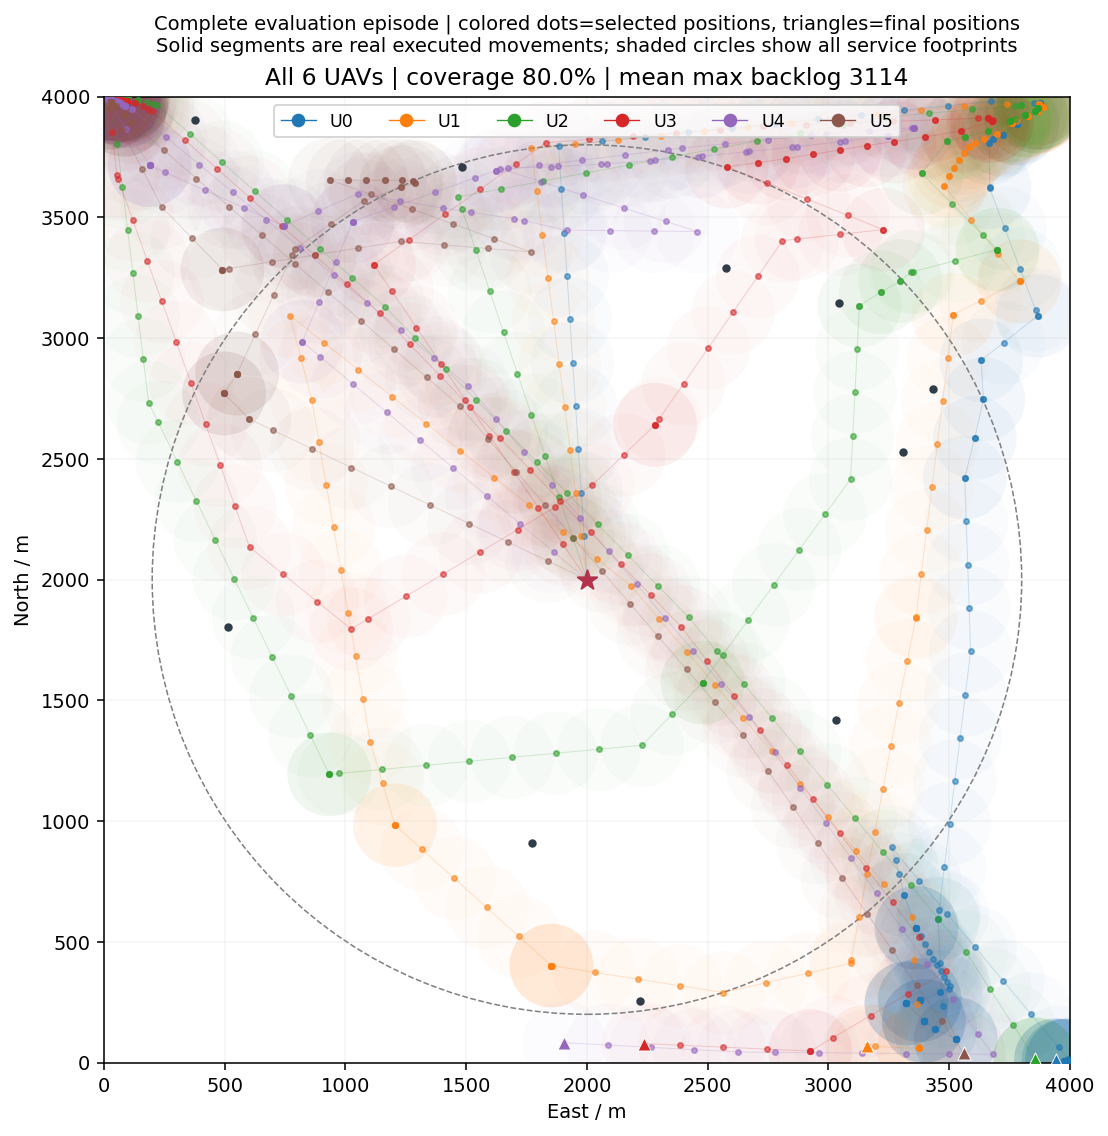 Complete evaluation episode | colored dots=selected positions, triangles=final positions
Solid segments are real executed movements; shaded circles show all service footprints
All 6 UAVs | coverage 80.0% | mean max backlog 3114
U0 U1 U2 U3 U4 U5
4000
3500
3000
2500
2000
1500
1000
500
0
North / m
0 500 1000 1500 2000 2500 3000 3500 4000
East / m